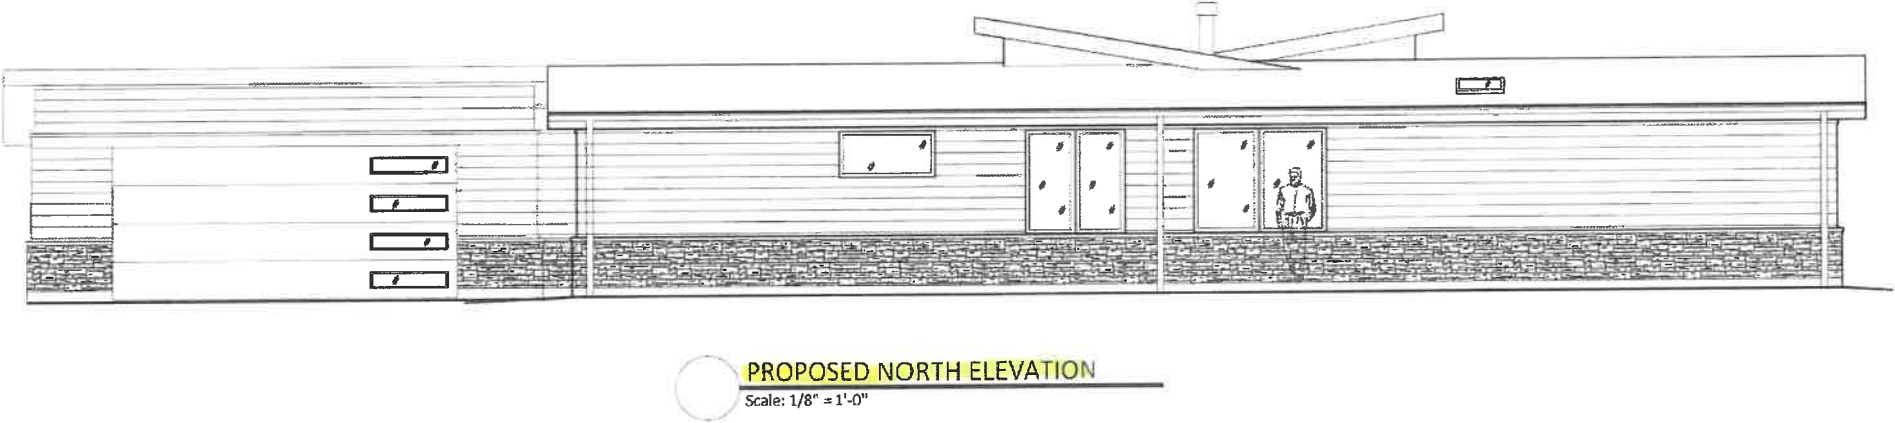 PROPOSED NORTH ELEVATION
Scale: 1/8" = 1'-0"